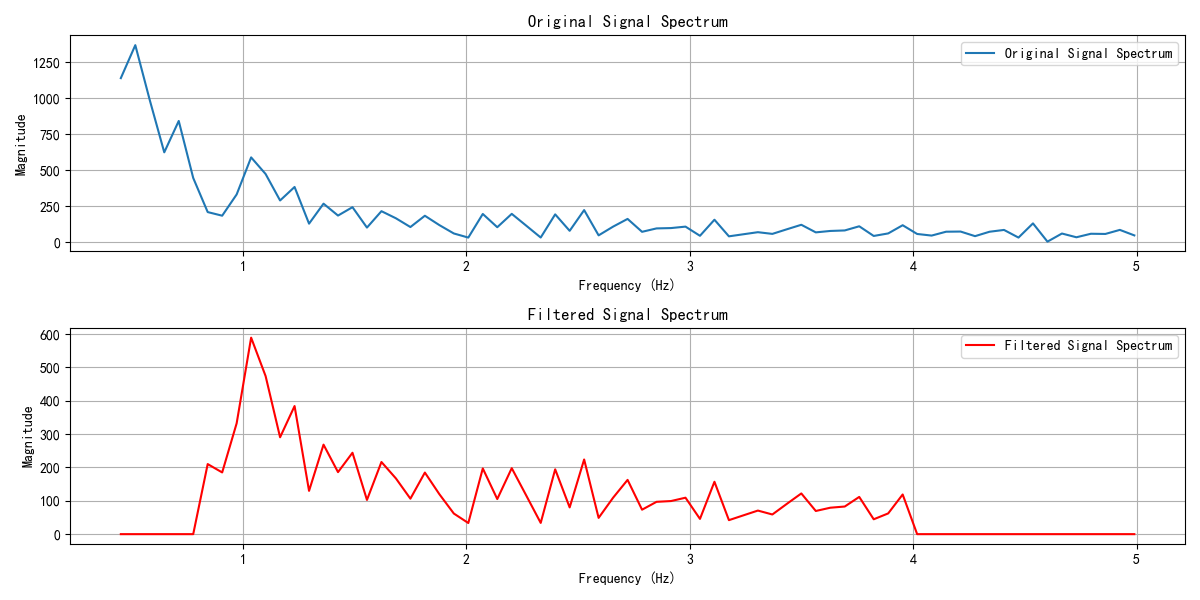 Original Signal Spectrum
Original Signal Spectrum
Magnitude
1250
1000
750
500
250
0
1 2 3 4 5
Frequency (Hz)
Filtered Signal Spectrum
Filtered Signal Spectrum
Magnitude
600
500
400
300
200
100
0
1 2 3 4 5
Frequency (Hz)